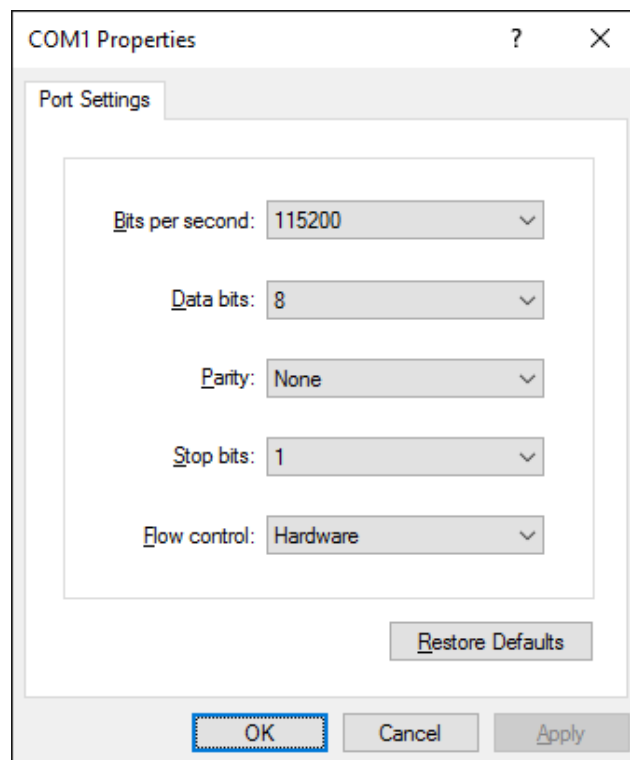 COM1 Properties ?
Port Settings
Bits per second: 115200
Data bits: 8
Parity: None
Stop bits: 1
Flow control: Hardware
Restore Defaults
OK Cancel Apply